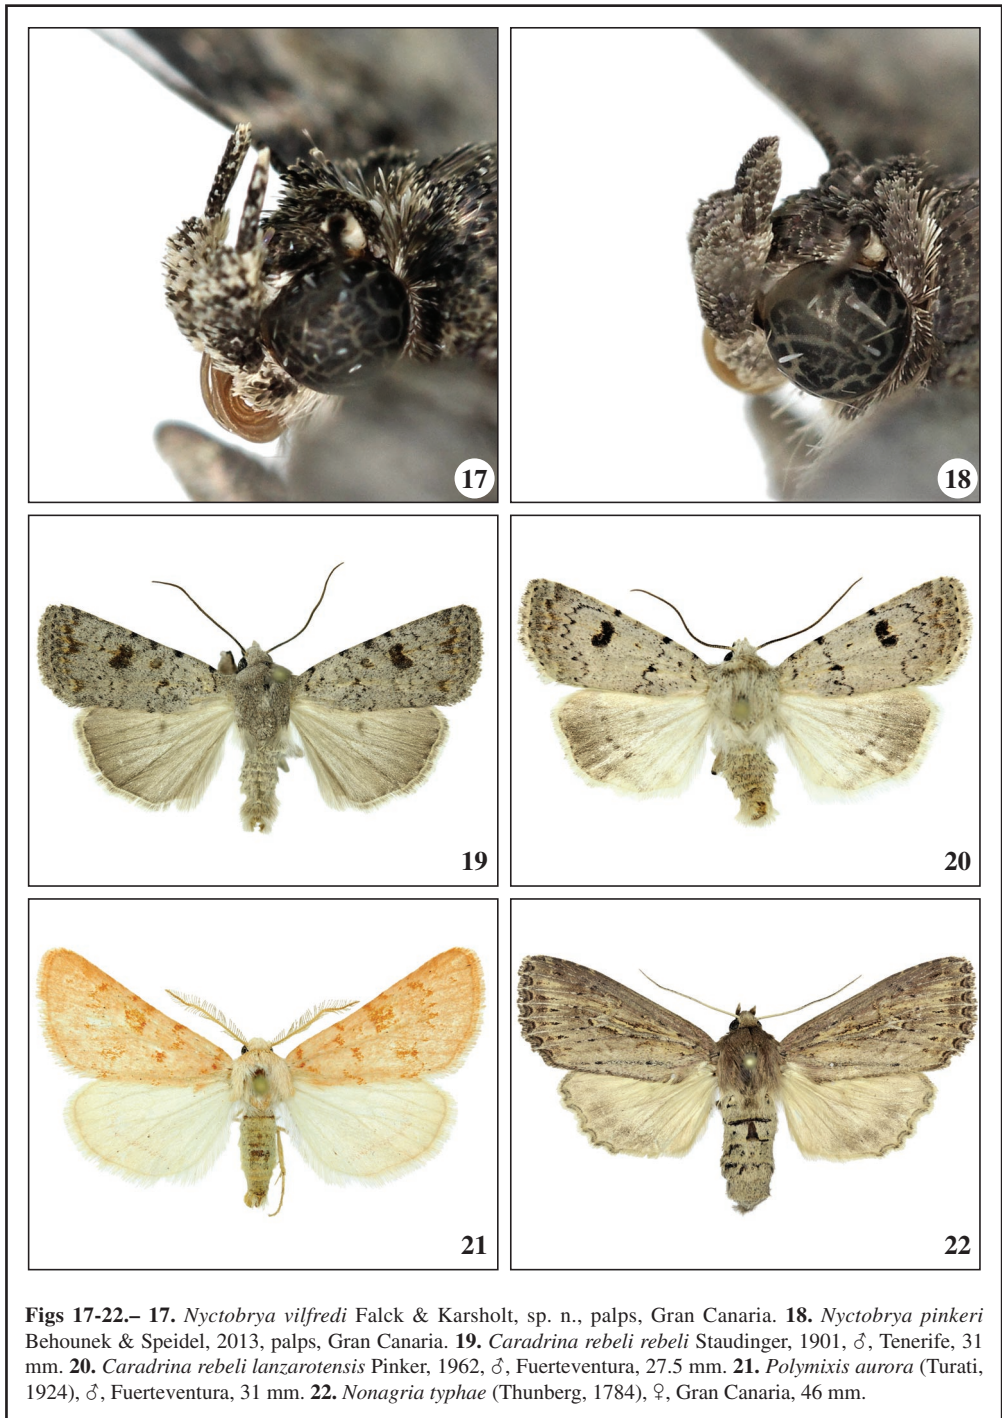 17
18
19
20
21
22
Figs 17-22.– 17. Nyctobrya vilfredi Falck & Karsholt, sp. n., palps, Gran Canaria. 18. Nyctobrya pinkeri
Behounek & Speidel, 2013, palps, Gran Canaria. 19. Caradrina rebeli rebeli Staudinger, 1901, ♂, Tenerife, 31
mm. 20. Caradrina rebeli lanzarotensis Pinker, 1962, ♂, Fuerteventura, 27.5 mm. 21. Polymixis aurora (Turati,
1924), ♂, Fuerteventura, 31 mm. 22. Nonagria typhae (Thunberg, 1784), ♀, Gran Canaria, 46 mm.